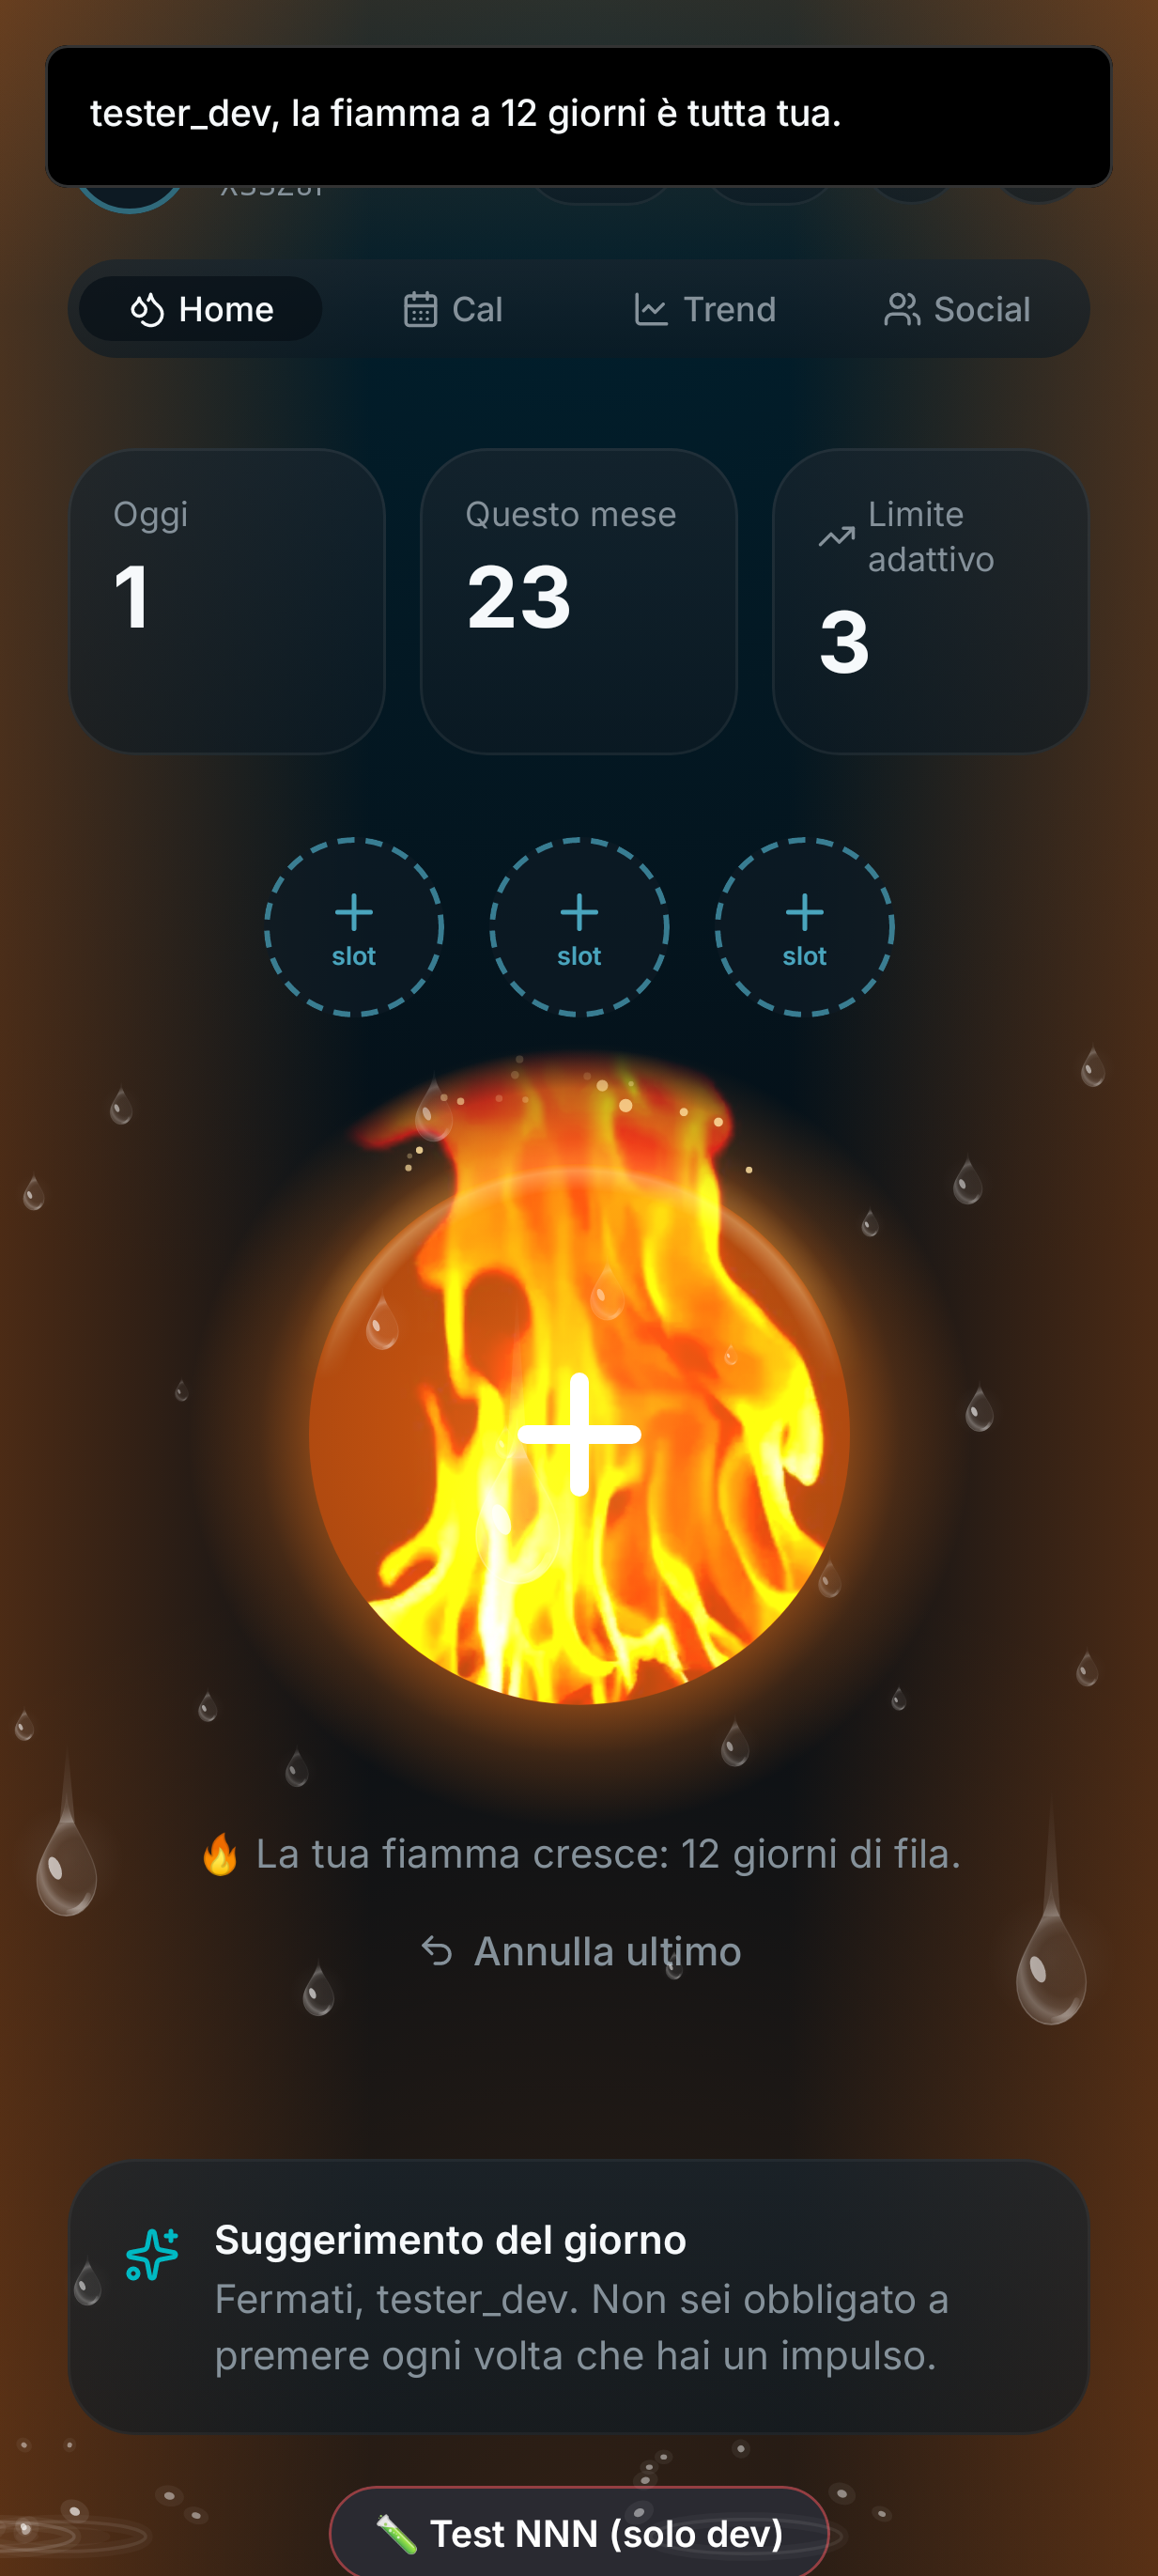 tester_dev, la fiamma a 12 giorni è tutta tua.
Home
Cal
Trend
Social
Oggi
1
Questo mese
23
Limite
adattivo
3
slot
slot
slot
🔥 La tua fiamma cresce: 12 giorni di fila.
Annulla ultimo
Suggerimento del giorno
Fermati, tester_dev. Non sei obbligato a
premere ogni volta che hai un impulso.
🧪 Test NNN (solo dev)